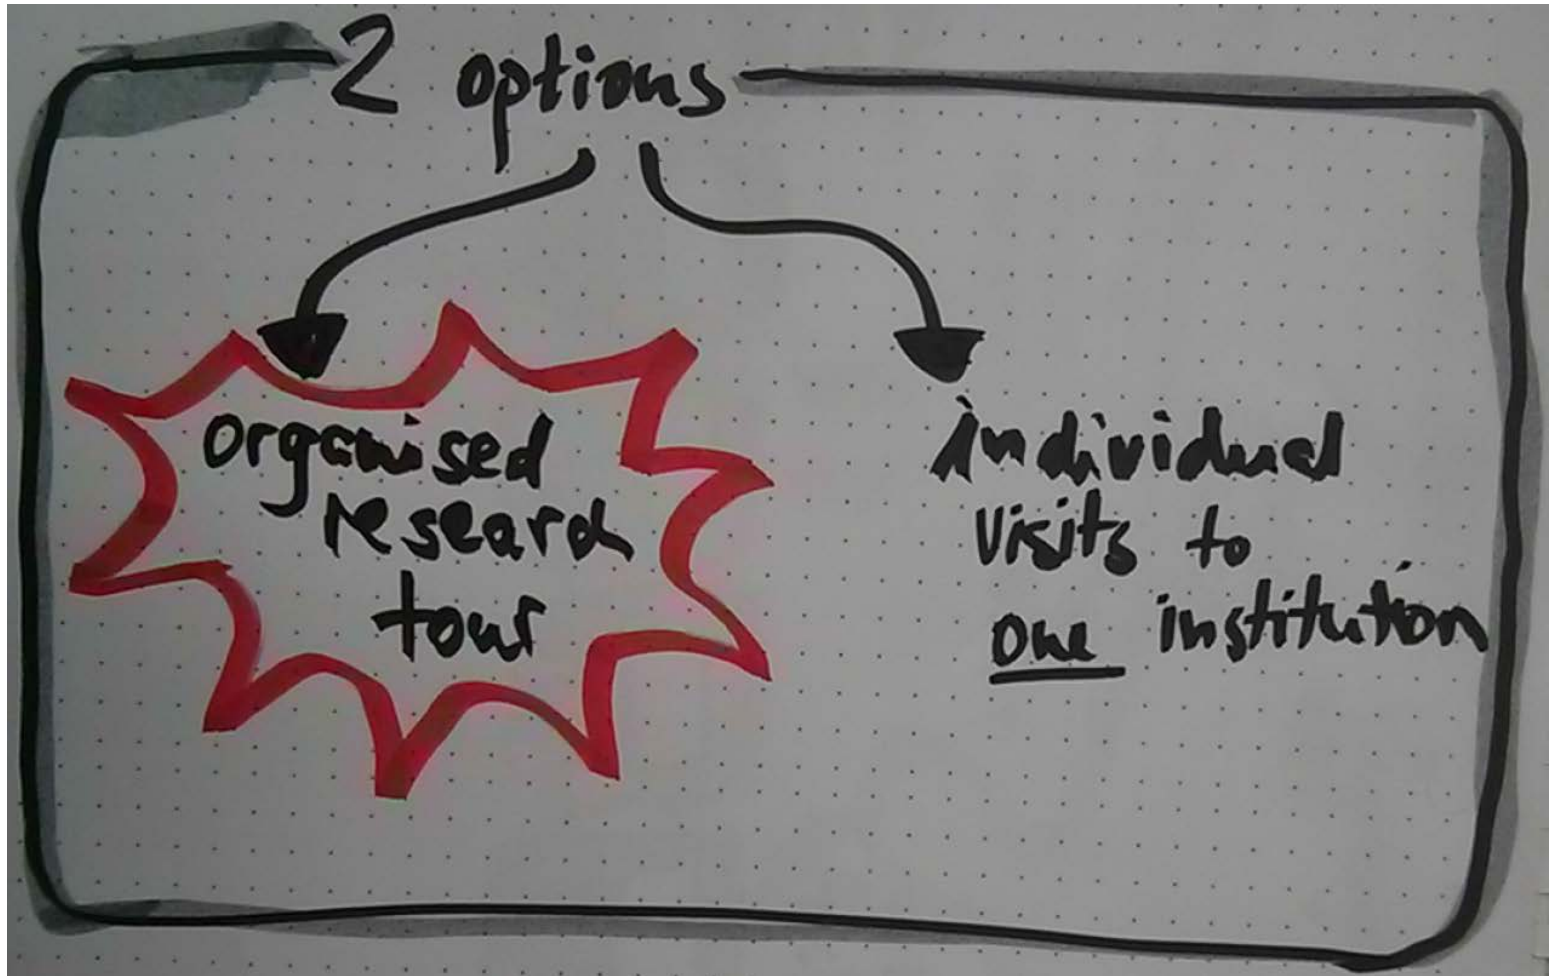 2 options
organised
research
tour
individual
visits to
one institution